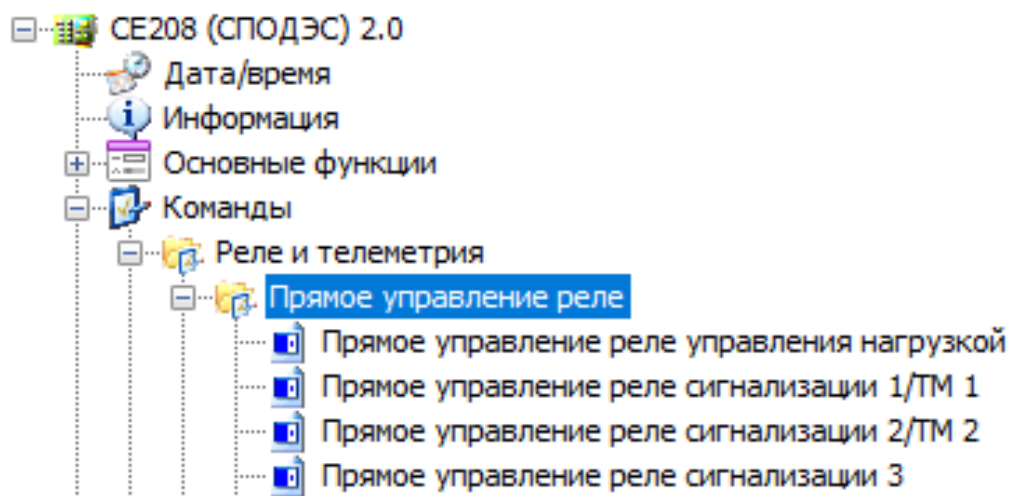 CE208 (СПОДЭС) 2.0
Дата/время
Информация
Основные функции
Команды
Реле и телеметрия
Прямое управление реле
Прямое управление реле управления нагрузкой
Прямое управление реле сигнализации 1/ТМ 1
Прямое управление реле сигнализации 2/ТМ 2
Прямое управление реле сигнализации 3